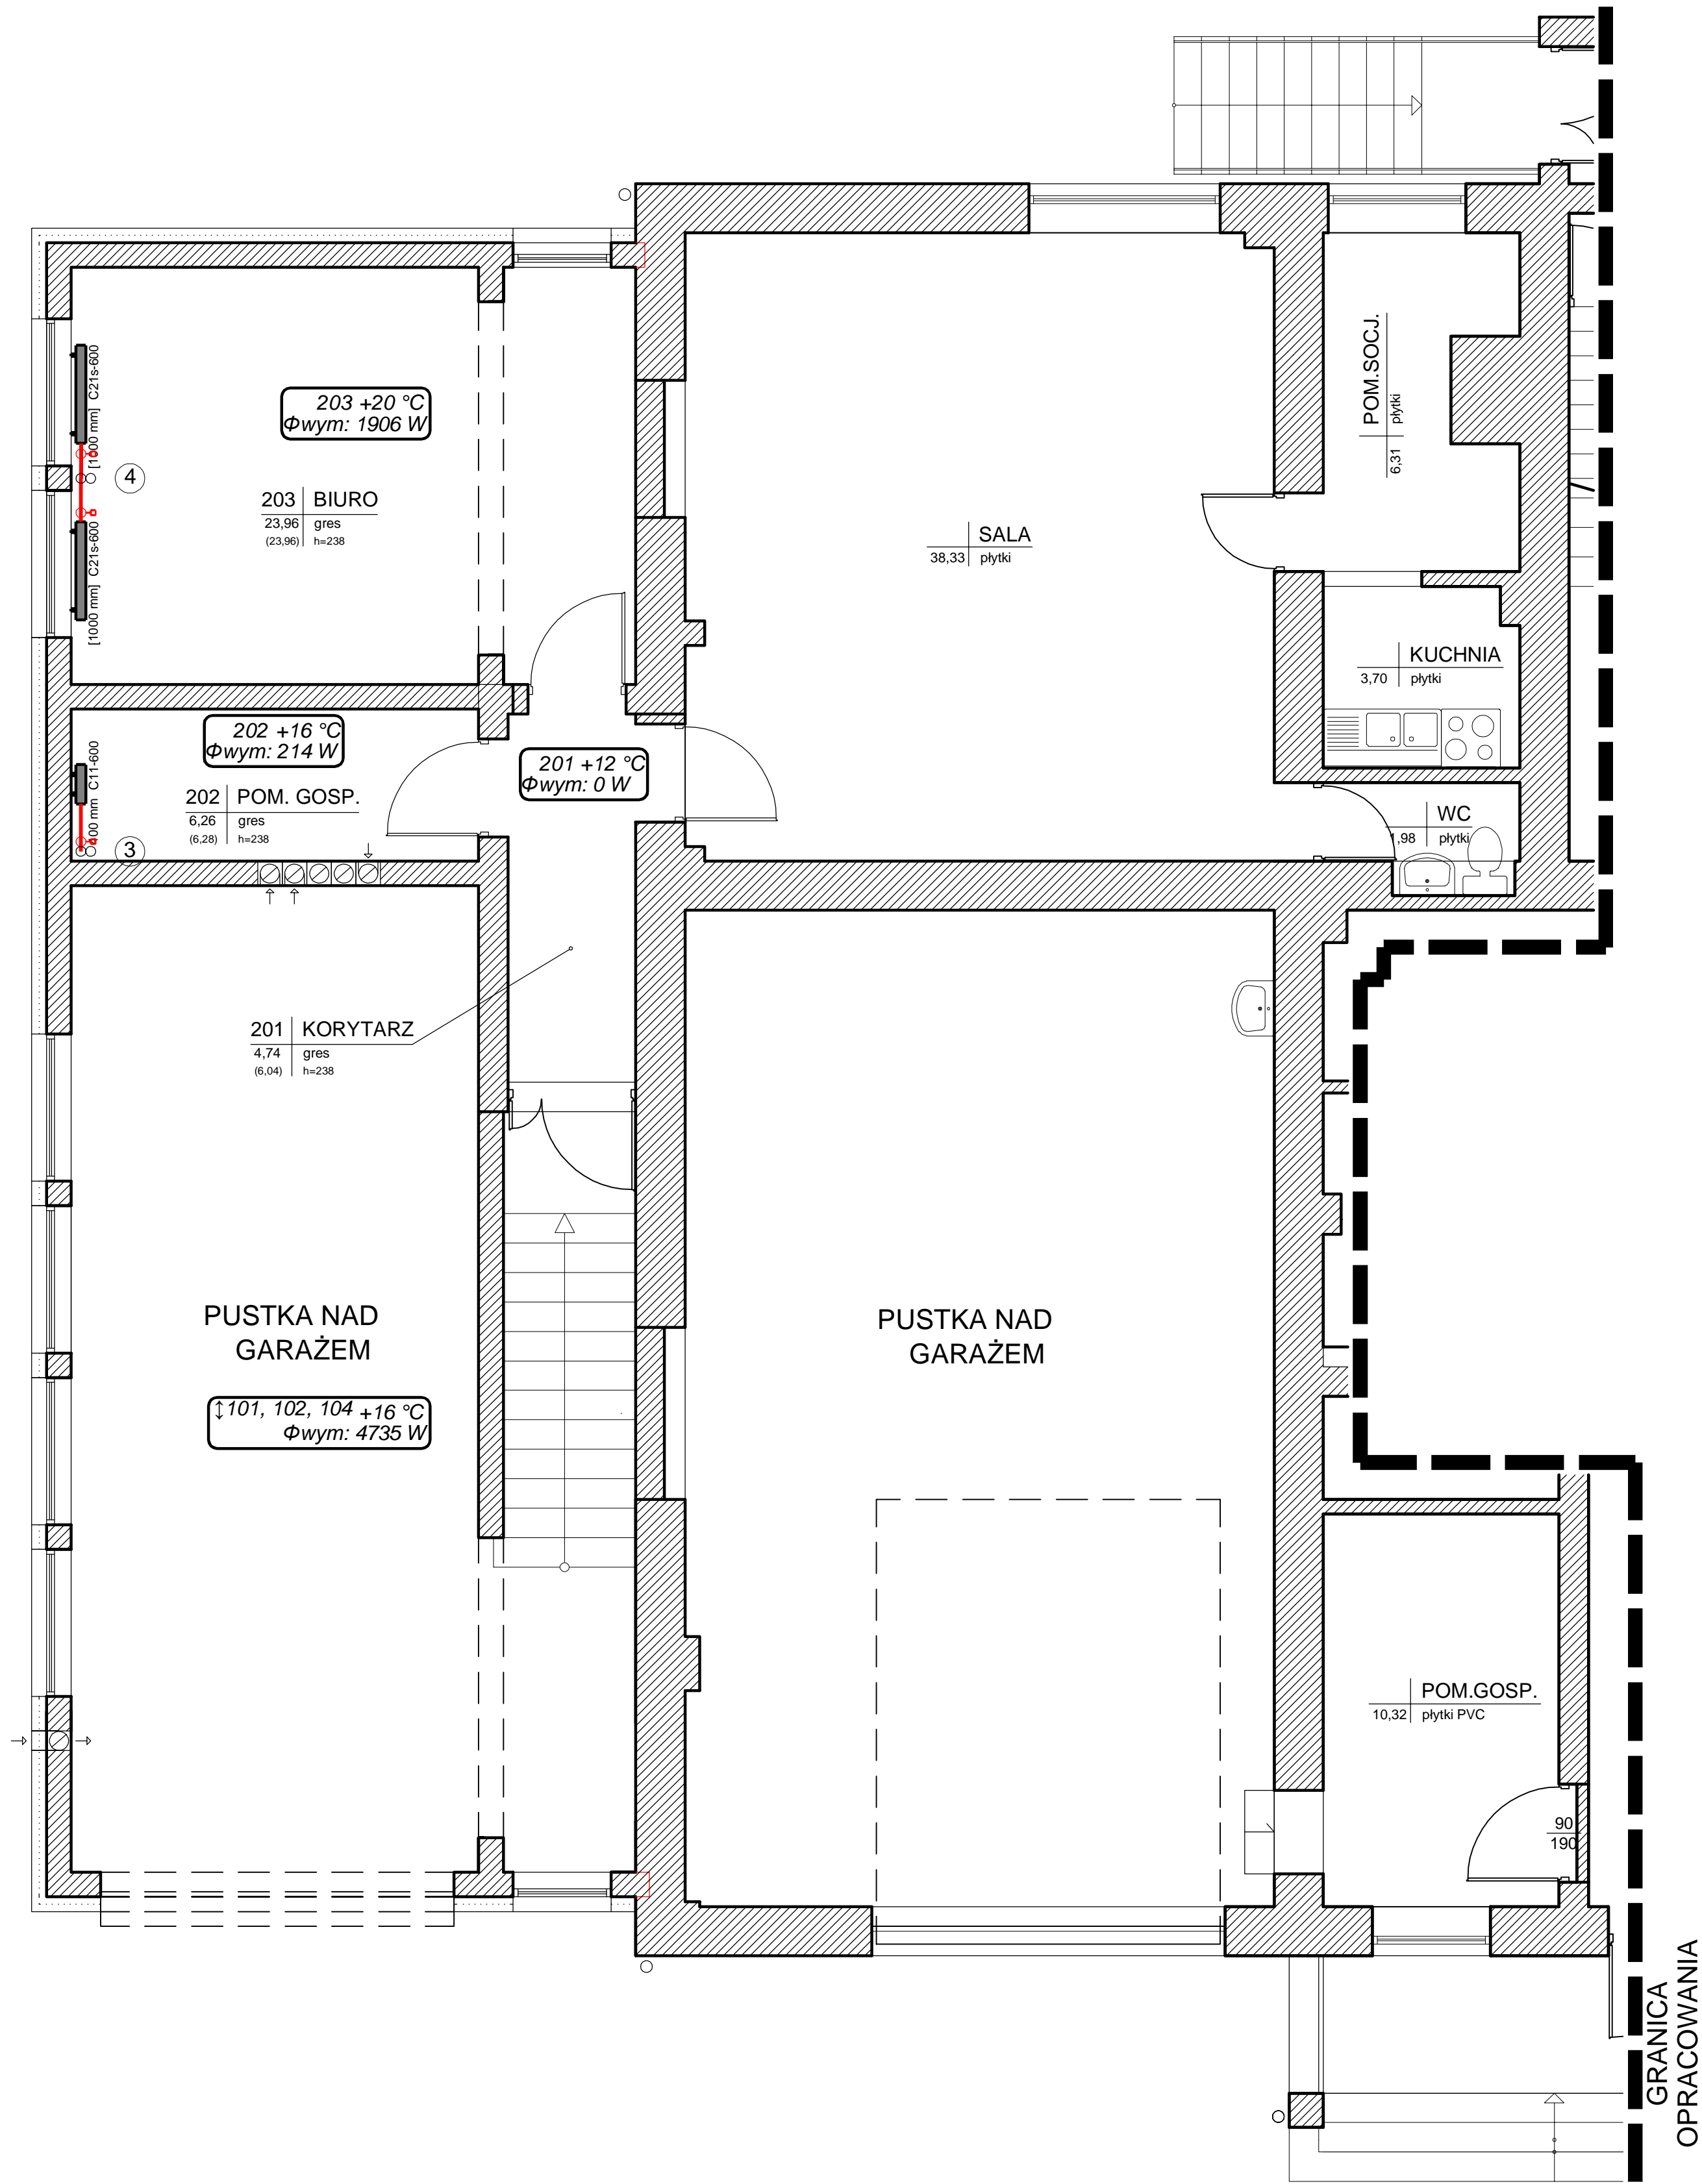 203 +20 °C
Φwym: 1906 W
[1000 mm] C21s-600
4
203 BIURO
23,96 gres
(23,96) h=238
[1000 mm] C21s-600
SALA
38,33 płytki
POM.SOCJ.
6,31 płytki
KUCHNIA
3,70 płytki
202 +16 °C
Φwym: 214 W
201 +12 °C
Φwym: 0 W
C11-600
202 POM. GOSP.
6,26 gres
(6,28) h=238
3
WC
1,98 płytki
201 KORYTARZ
4,74 gres
(6,04) h=238
PUSTKA NAD
GARAŻEM
↕101, 102, 104 +16 °C
Φwym: 4735 W
PUSTKA NAD
GARAŻEM
POM.GOSP.
10,32 płytki PVC
90
190
GRANICA
OPRACOWANIA